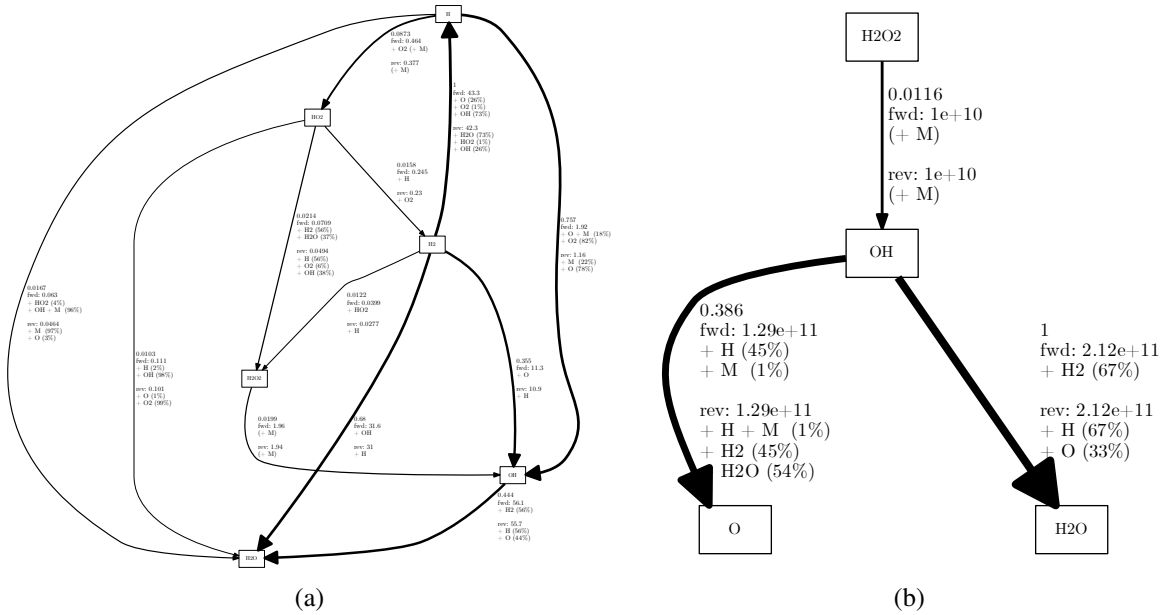 H
0.0873
fwd: 0.464
+ O2 (+ M)
rev: 0.377
(+ M)
1
fwd: 43.3
+ O (26%)
+ O2 (1%)
+ OH (73%)
rev: 42.3
+ H2O (73%)
+ HO2 (1%)
+ OH (26%)
HO2
0.0158
fwd: 0.245
+ H
rev: 0.23
+ O2
0.0214
fwd: 0.0709
+ H2 (56%)
+ H2O (37%)
rev: 0.0494
+ H (56%)
+ O2 (6%)
+ OH (38%)
0.757
fwd: 1.92
+ O + M (18%)
+ O2 (82%)
rev: 1.16
+ M (22%)
+ O (78%)
H2
0.0167
fwd: 0.063
+ HO2 (4%)
+ OH + M (96%)
rev: 0.0464
+ M (97%)
+ O (3%)
0.0122
fwd: 0.0399
+ HO2
rev: 0.0277
+ H
0.0103
fwd: 0.111
+ H (2%)
+ OH (98%)
rev: 0.101
+ O (1%)
+ O2 (99%)
0.355
fwd: 11.3
+ O
rev: 10.9
+ H
H2O2
0.0199
fwd: 1.96
(+ M)
rev: 1.94
(+ M)
0.68
fwd: 31.6
+ OH
rev: 31
+ H
OH
0.444
fwd: 56.1
+ H2 (56%)
rev: 55.7
+ H (56%)
+ O (44%)
H2O
(a)
H2O2
0.0116
fwd: 1e+10
(+ M)
rev: 1e+10
(+ M)
OH
0.386
fwd: 1.29e+11
+ H (45%)
+ M (1%)
rev: 1.29e+11
+ H + M (1%)
+ H2 (45%)
H2O (54%)
1
fwd: 2.12e+11
+ H2 (67%)
rev: 2.12e+11
+ H (67%)
+ O (33%)
O
H2O
(b)